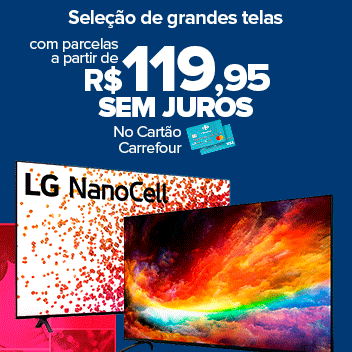 Seleção de grandes telas
com parcelas
a partir de
R$119,95
SEM JUROS
No Cartão
Carrefour
LG NanoCell